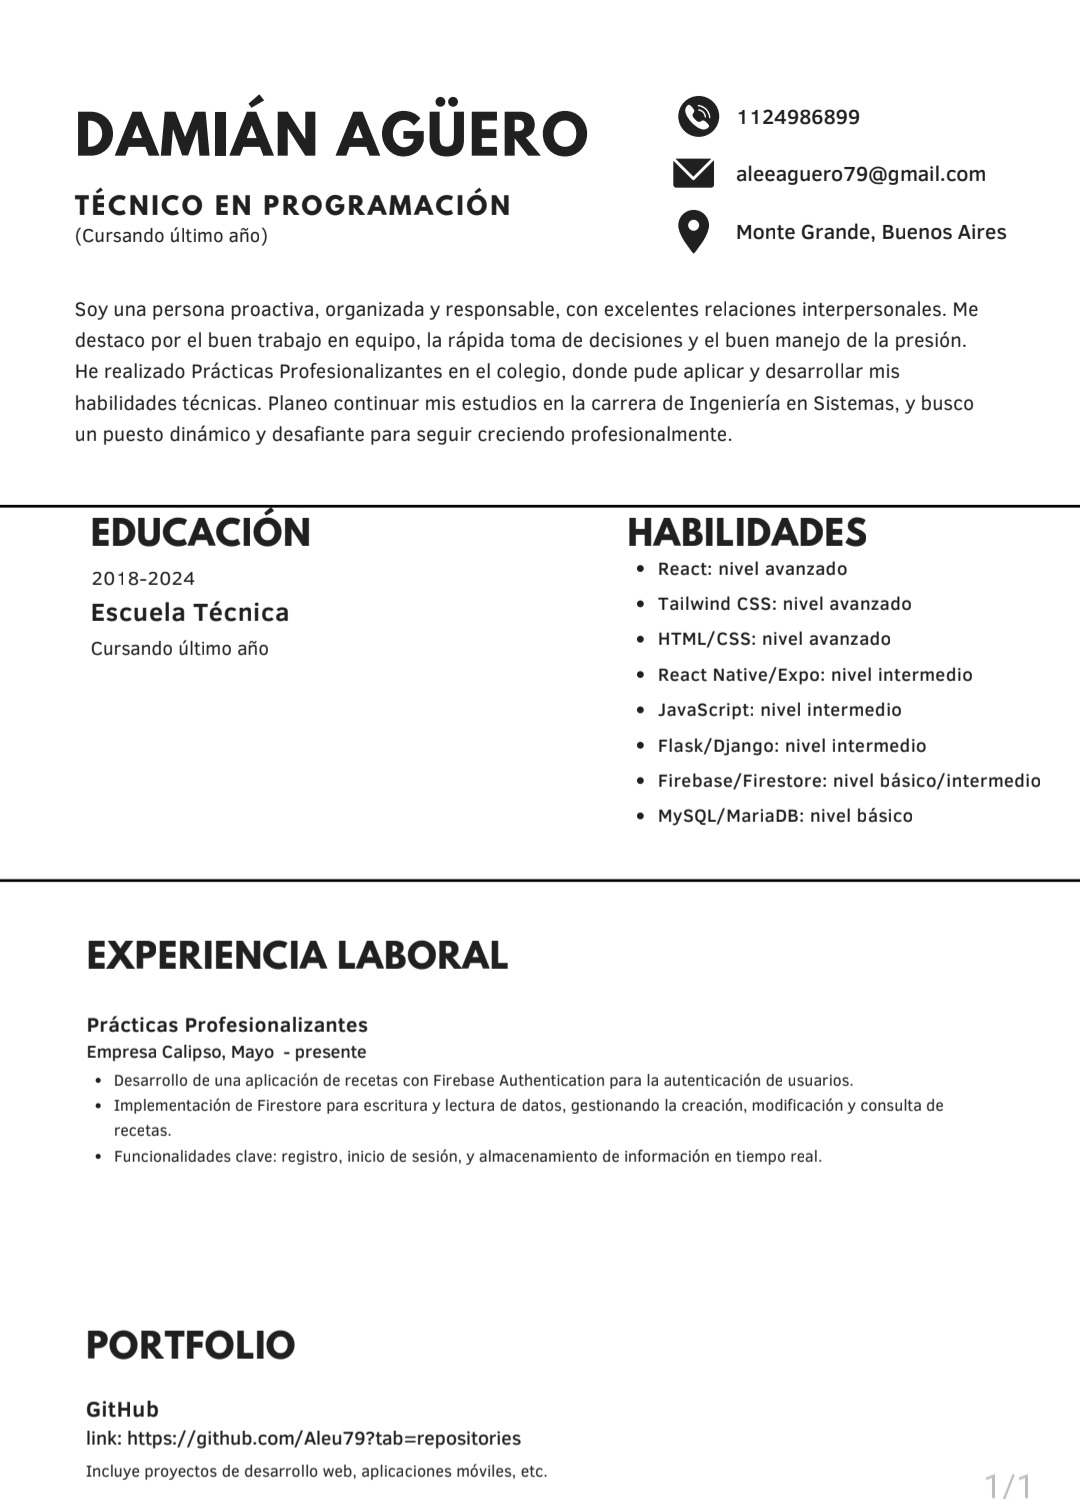 DAMIÁN AGÜERO
TÉCNICO EN PROGRAMACIÓN
(Cursando último año)
1124986899
aleeaguero79@gmail.com
Monte Grande, Buenos Aires
Soy una persona proactiva, organizada y responsable, con excelentes relaciones interpersonales. Me
destaco por el buen trabajo en equipo, la rápida toma de decisiones y el buen manejo de la presión.
He realizado Prácticas Profesionalizantes en el colegio, donde pude aplicar y desarrollar mis
habilidades técnicas. Planeo continuar mis estudios en la carrera de Ingeniería en Sistemas, y busco
un puesto dinámico y desafiante para seguir creciendo profesionalmente.
EDUCACIÓN
2018-2024
Escuela Técnica
Cursando último año
HABILIDADES
• React: nivel avanzado
• Tailwind CSS: nivel avanzado
• HTML/CSS: nivel avanzado
• React Native/Expo: nivel intermedio
• JavaScript: nivel intermedio
• Flask/Django: nivel intermedio
• Firebase/Firestore: nivel básico/intermedio
• MySQL/MariaDB: nivel básico
EXPERIENCIA LABORAL
Prácticas Profesionalizantes
Empresa Calipso, Mayo - presente
• Desarrollo de una aplicación de recetas con Firebase Authentication para la autenticación de usuarios.
• Implementación de Firestore para escritura y lectura de datos, gestionando la creación, modificación y consulta de
recetas.
• Funcionalidades clave: registro, inicio de sesión, y almacenamiento de información en tiempo real.
PORTFOLIO
GitHub
link: https://github.com/Aleu79?tab=repositories
Incluye proyectos de desarrollo web, aplicaciones móviles, etc.
1/1